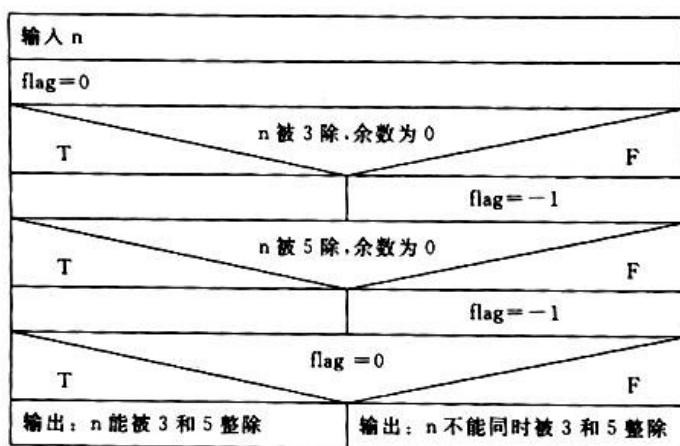 输入 n
flag=0
n 被 3 除,余数为 0
T
F
flag=-1
n 被 5 除,余数为 0
T
F
flag=-1
flag =0
T
F
输出: n 能被 3 和 5 整除
输出: n 不能同时被 3 和 5 整除